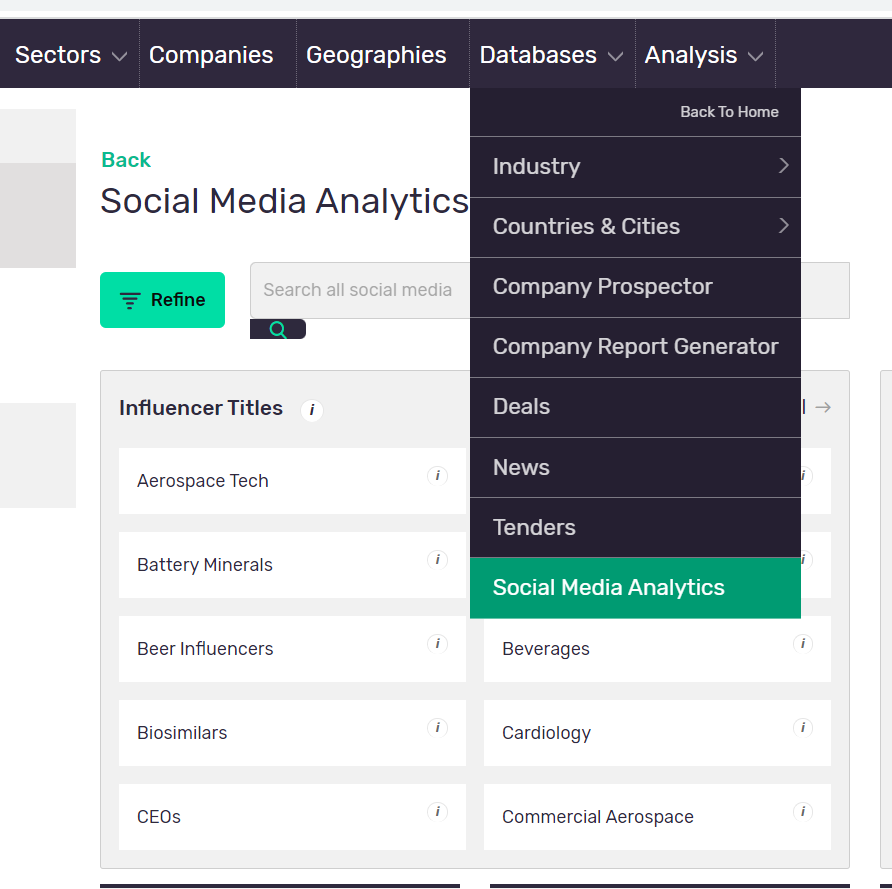 Sectors
Companies
Geographies
Databases
Analysis
Back To Home
Industry
Countries & Cities
Company Prospector
Company Report Generator
Deals
News
Tenders
Social Media Analytics
Back
Social Media Analytics
Refine
Search all social media
Influencer Titles i
Aerospace Tech i
i
Battery Minerals i
i
Beer Influencers i
Beverages i
Biosimilars i
Cardiology i
CEOs i
Commercial Aerospace i